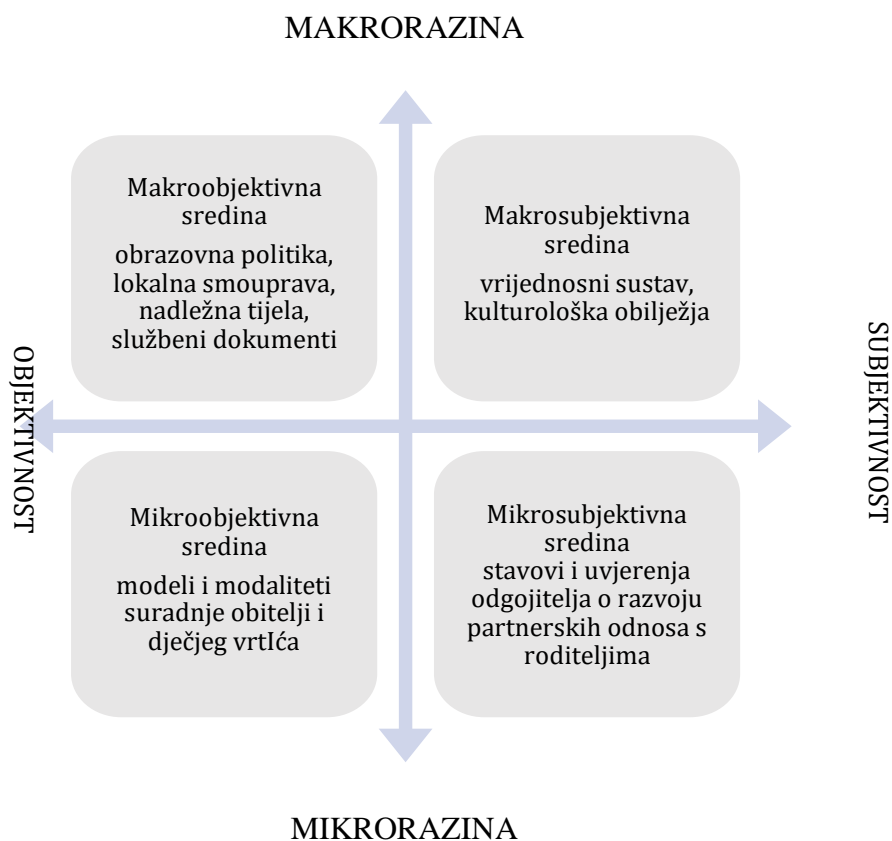 MAKRORAZINA
Makroobjektivna
sredina
obrazovna politika,
lokalna smouprava,
nadležna tijela,
službeni dokumenti
Makrosubjektivna
sredina
vrijednosni sustav,
kulturološka obilježja
OBJEKTIVNOST
SUBJEKTIVNOST
Mikroobjektivna
sredina
modeli i modaliteti
suradnje obitelji i
dječjeg vrtIća
Mikrosubjektivna
sredina
stavovi i uvjerenja
odgojitelja o razvoju
partnerskih odnosa s
roditeljima
MIKRORAZINA